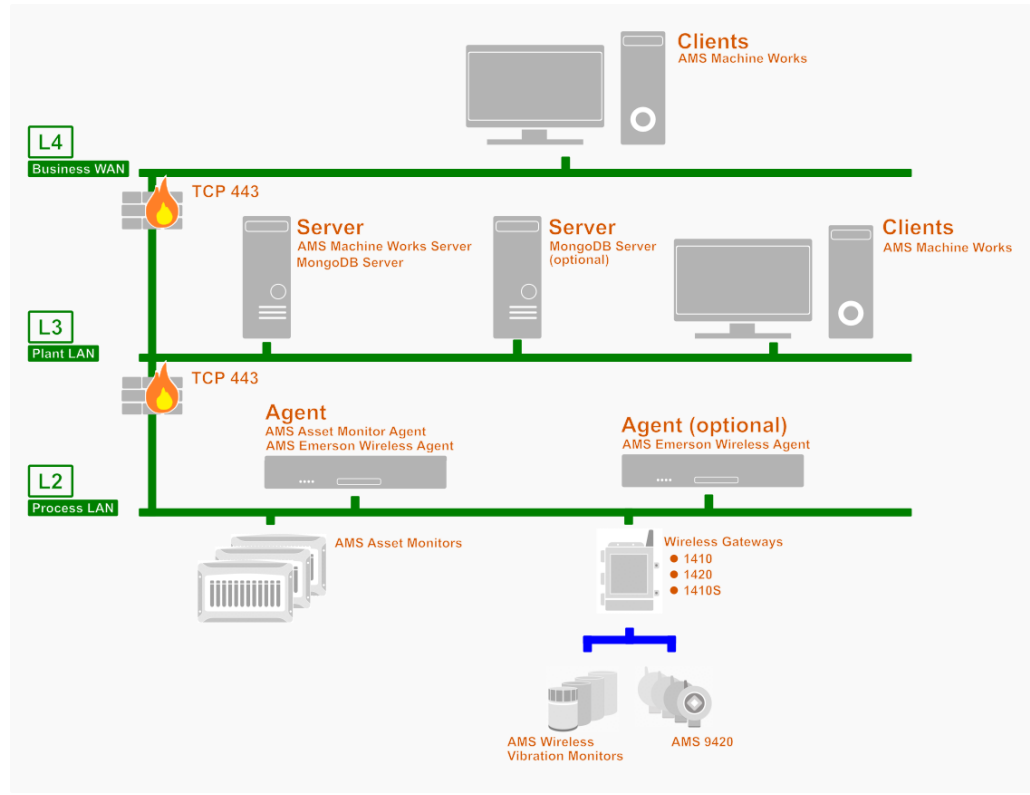 Clients
AMS Machine Works
L4
Business WAN
TCP 443
Server
AMS Machine Works Server
MongoDB Server
Server
MongoDB Server
(optional)
Clients
AMS Machine Works
L3
Plant LAN
TCP 443
Agent
AMS Asset Monitor Agent
AMS Emerson Wireless Agent
Agent (optional)
AMS Emerson Wireless Agent
L2
Process LAN
AMS Asset Monitors
Wireless Gateways
1410
1420
1410S
AMS Wireless
Vibration Monitors
AMS 9420